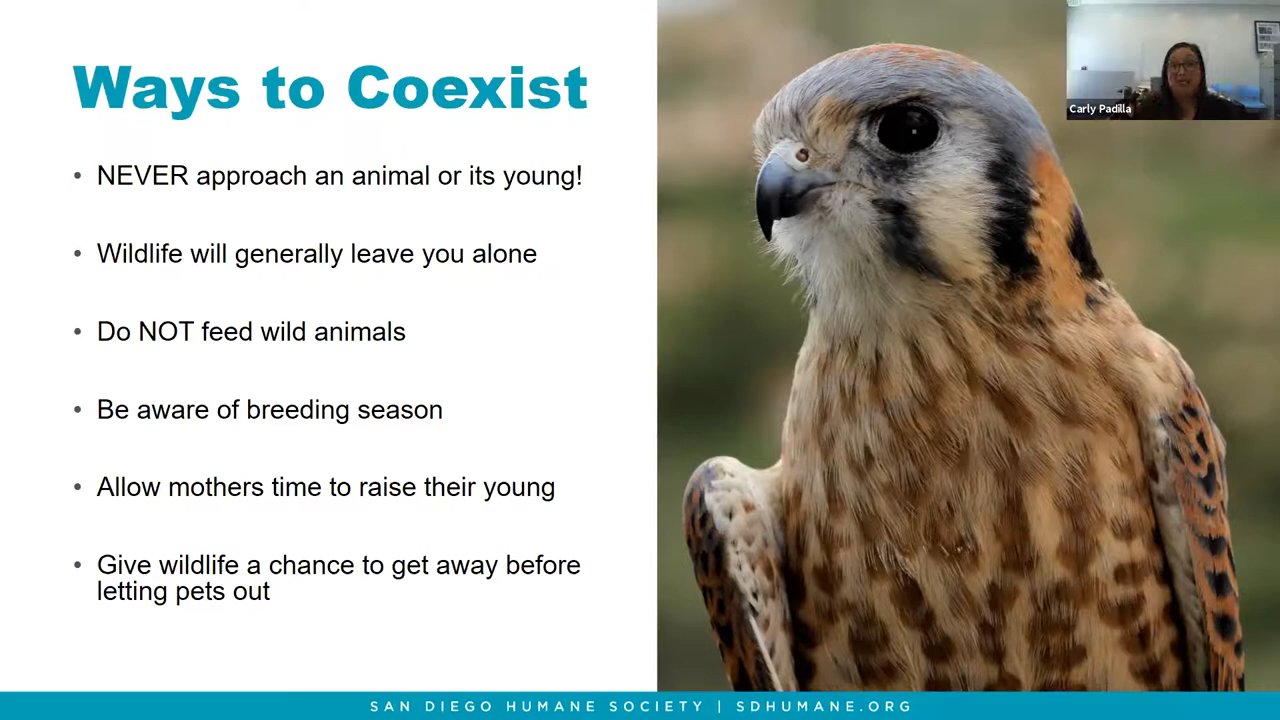 Ways to Coexist
• NEVER approach an animal or its young!
• Wildlife will generally leave you alone
• Do NOT feed wild animals
• Be aware of breeding season
• Allow mothers time to raise their young
• Give wildlife a chance to get away before
letting pets out
Carly Padilla
SAN DIEGO HUMANE SOCIETY | SDHUMANE.ORG